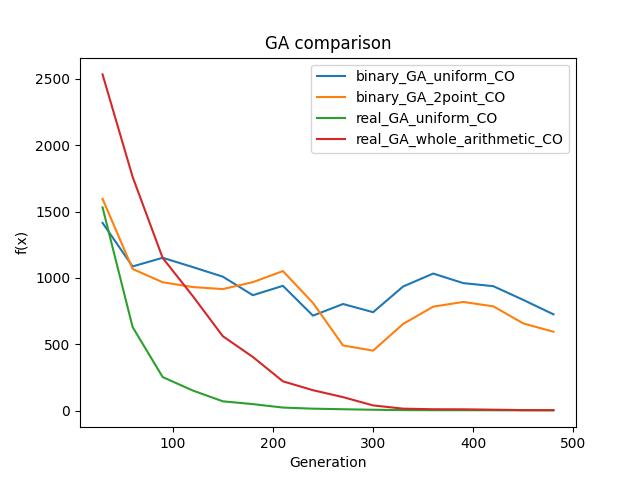 GA comparison
binary_GA_uniform_CO
binary_GA_2point_CO
real_GA_uniform_CO
real_GA_whole_arithmetic_CO
f(x)
2500
2000
1500
1000
500
0
100 200 300 400 500
Generation